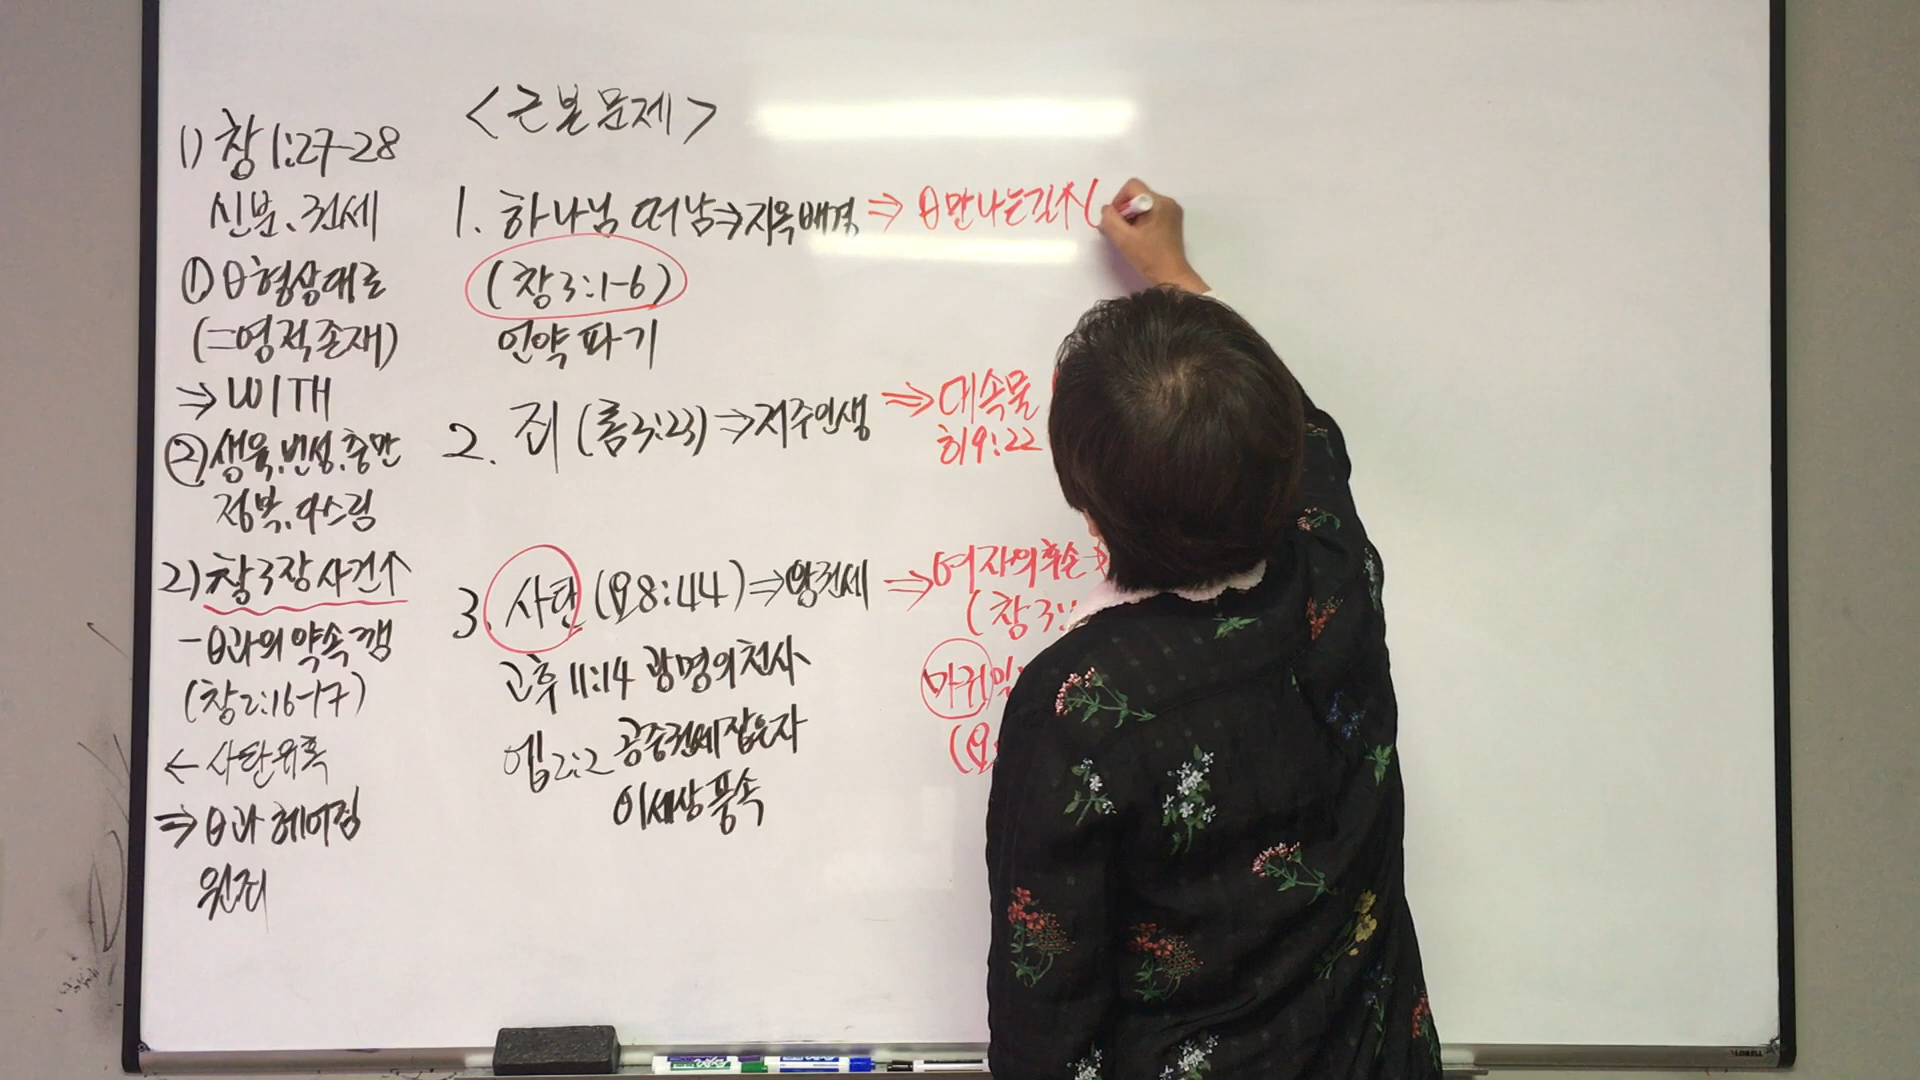 1) 창 1:27-28
신분. 권세
① θ 형상대로
(=영적존재)
⇒ WITH
② 생육.번성.충만
정복.다스림
2) 창3장 사건↑
- θ과의 약속 깸
(창2:16-17)
← 사탄유혹
⇒ θ과 헤어짐
원죄
<근본문제>
1. 하나님 떠남⇒지옥배경 ⇒ θ만나는길↑(
(창3:1-6)
언약 파기
2. 죄 (롬3:23) ⇒저주인생 ⇒ 대속물
히9:22
3. 사탄 (요8:44) ⇒왕권세 ⇒ 여자의후손→
(창3:
고후 11:14 광명의천사
마귀일
엡2:2 공중권세잡은자
(요
이세상풍속